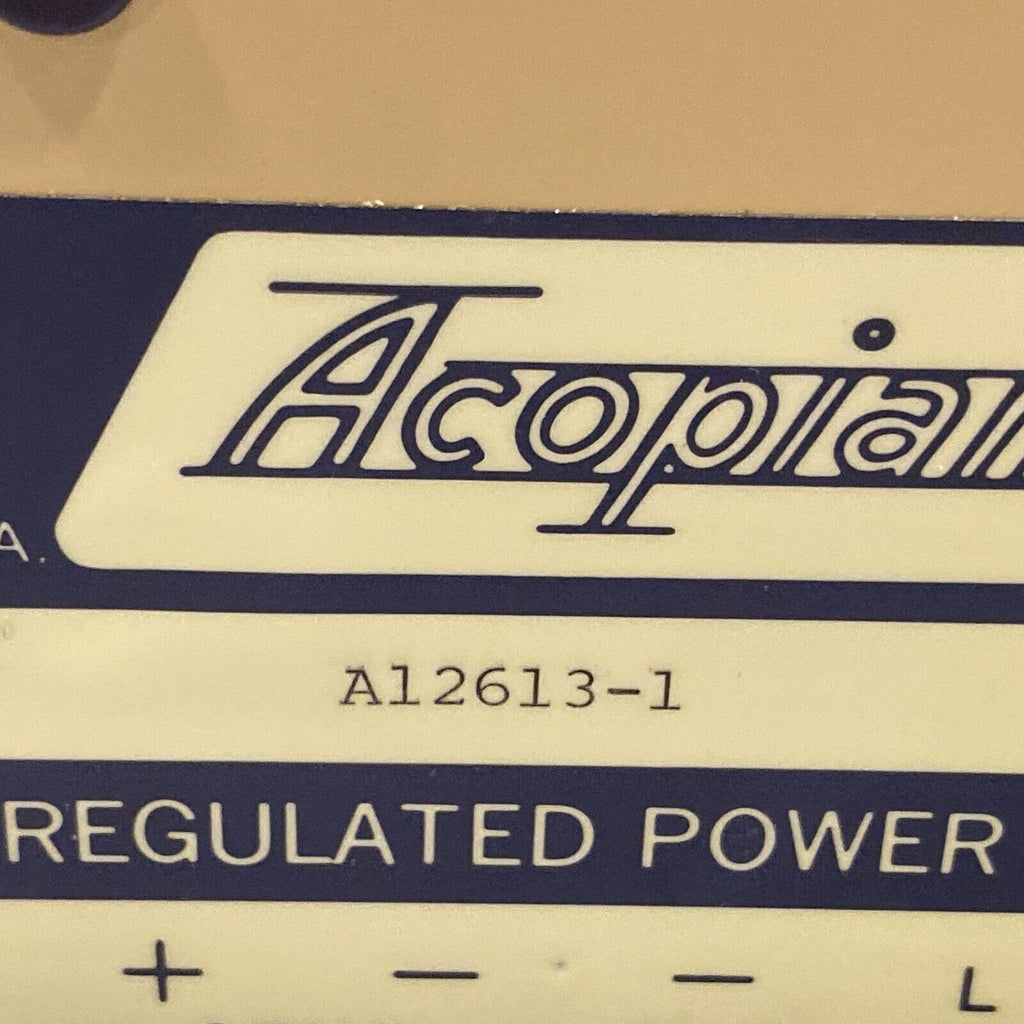 Acopian
A.
A12613-1
REGULATED POWER
+ − − L